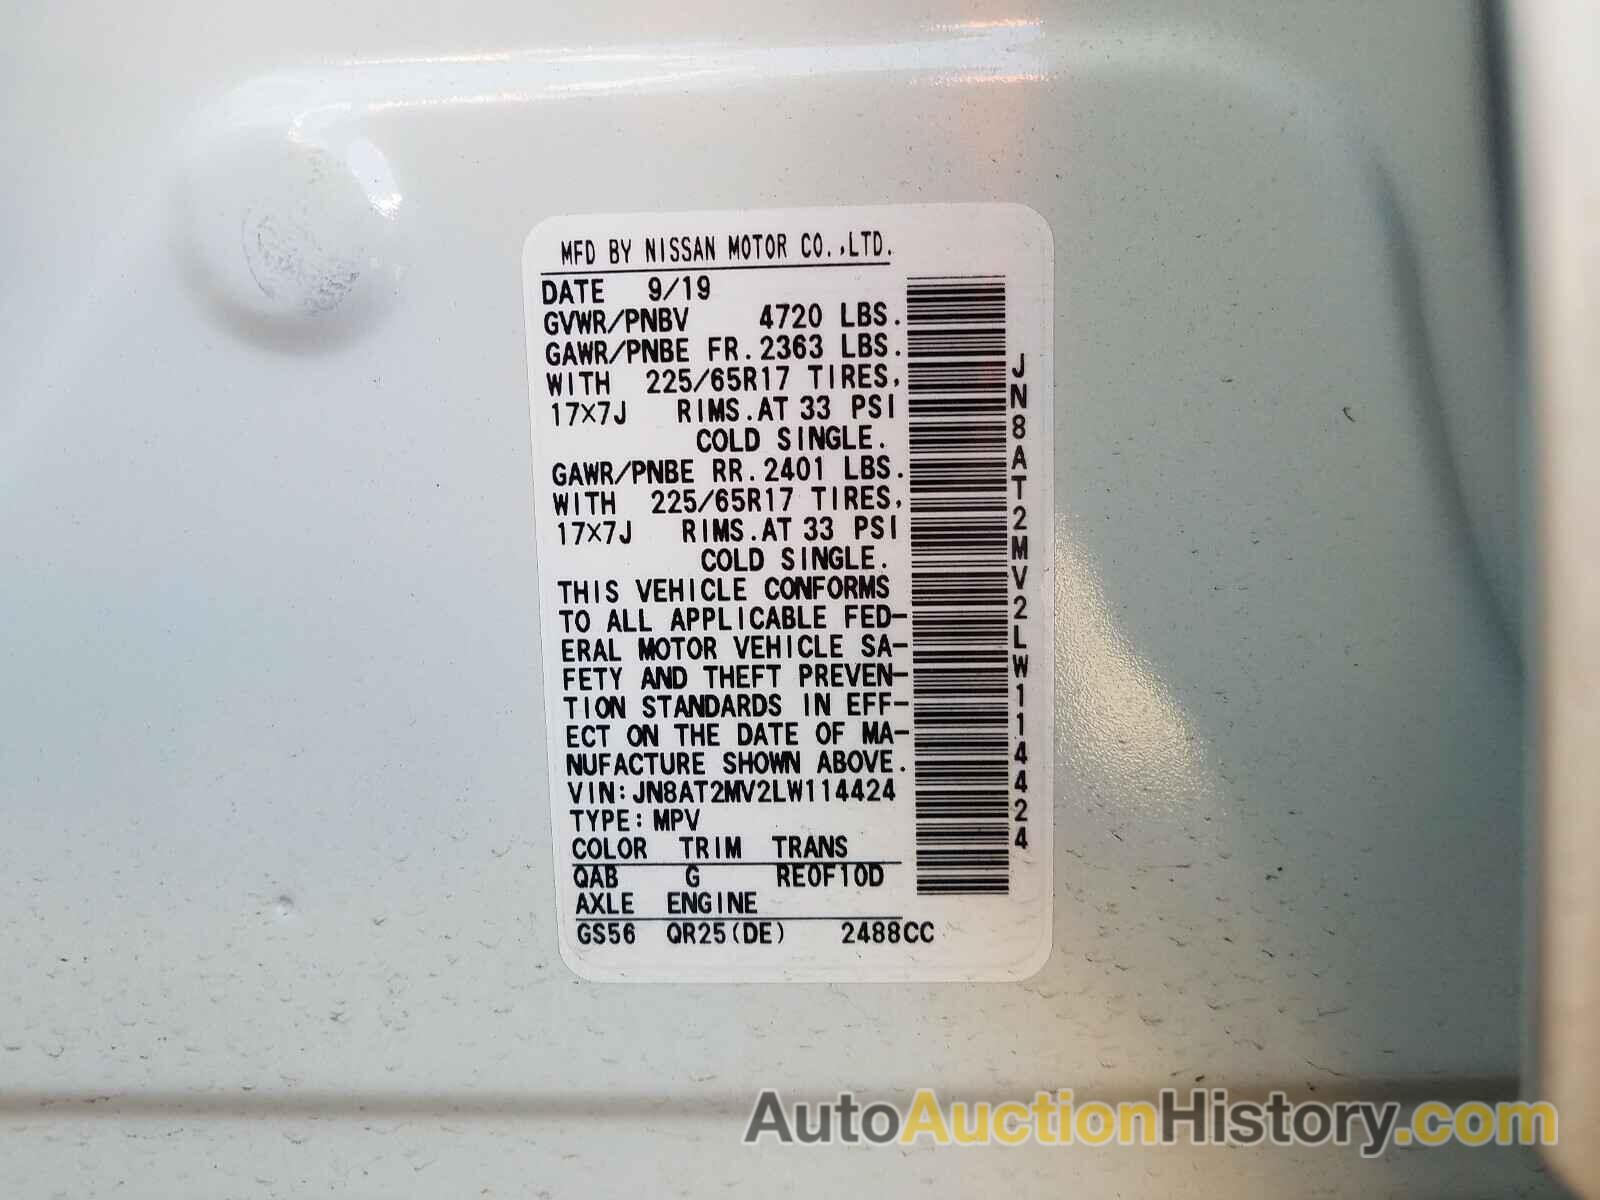 MFD BY NISSAN MOTOR CO.,LTD.
DATE 9/19
GVWR/PNBV 4720 LBS.
GAWR/PNBE FR.2363 LBS.
WITH 225/65R17 TIRES,
17X7J RIMS.AT 33 PSI
COLD SINGLE.
GAWR/PNBE RR.2401 LBS.
WITH 225/65R17 TIRES,
17X7J RIMS.AT 33 PSI
COLD SINGLE.
THIS VEHICLE CONFORMS
TO ALL APPLICABLE FED-
ERAL MOTOR VEHICLE SA-
FETY AND THEFT PREVEN-
TION STANDARDS IN EFF-
ECT ON THE DATE OF MA-
NUFACTURE SHOWN ABOVE.
VIN:JN8AT2MV2LW114424
TYPE:MPV
COLOR TRIM TRANS
QAB G RE0F10D
AXLE ENGINE
GS56 QR25(DE) 2488CC
JN8AT2MV2LW114424
AutoAuctionHistory.com